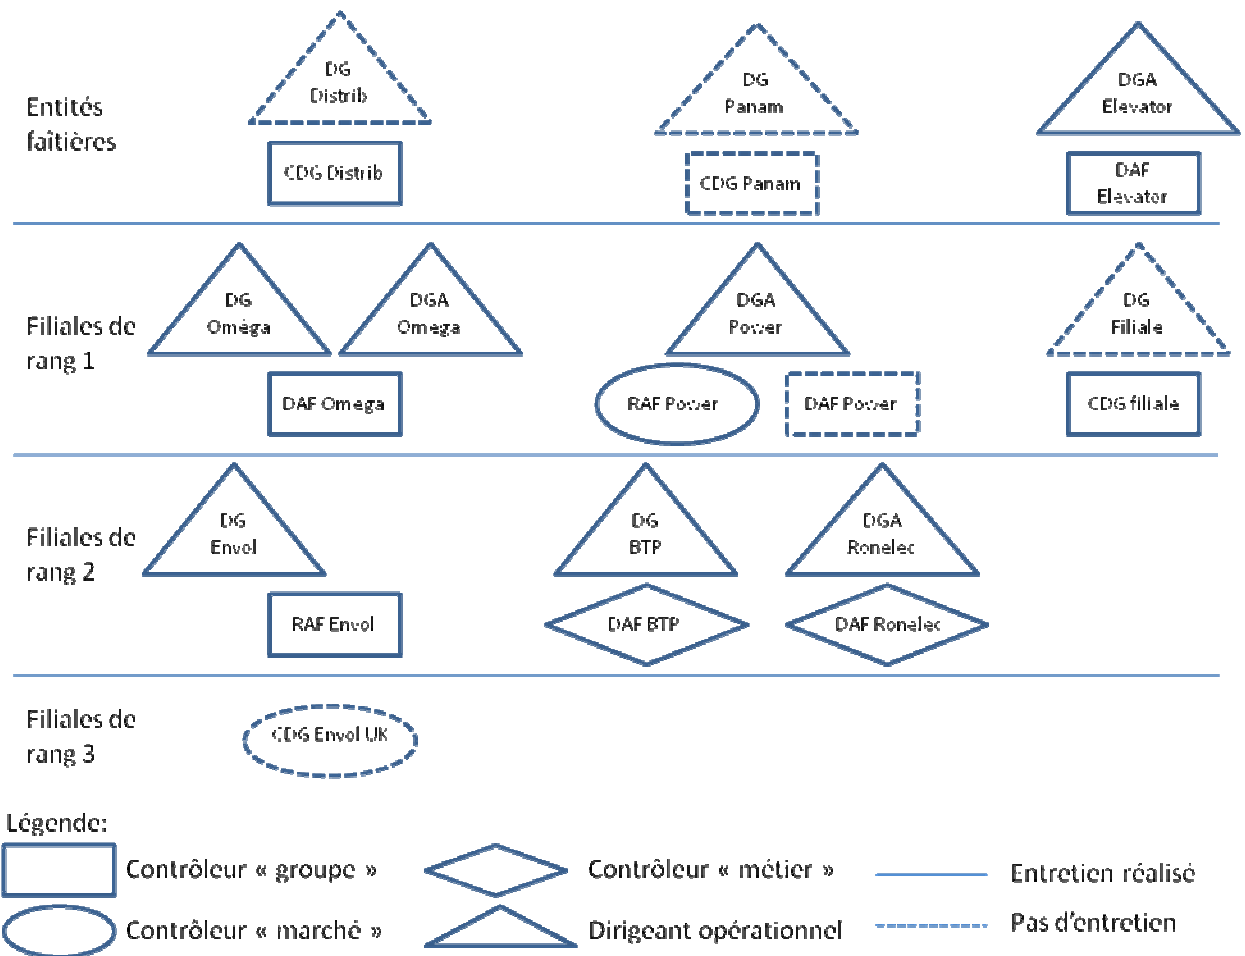 DG
Distrib
DG
Panam
DGA
Elevator
Entités
faîtières
CDG Distrib
CDG Panam
DAF
Elevator
DG
Oméga
DGA
Omega
DGA
Power
DG
Filiale
Filiales de
rang 1
DAF Omega
RAF Power
DAF Power
CDG filiale
DG
Envol
DG
BTP
DGA
Ronelec
Filiales de
rang 2
RAF Envol
DAF BTP
DAF Ronelec
Filiales de
rang 3
CDG Envol UK
Légende:
Contrôleur « groupe »
Contrôleur « métier »
Entretien réalisé
Contrôleur « marché »
Dirigeant opérationnel
Pas d'entretien